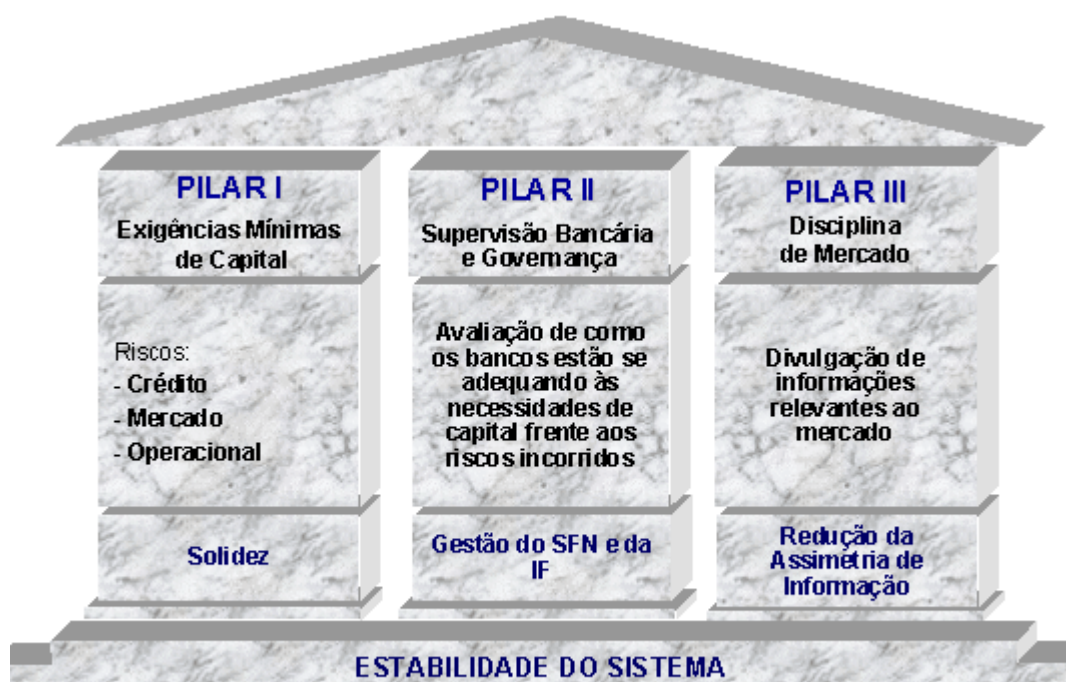 PILAR I
Exigências Mínimas
de Capital
Riscos:
- Crédito
- Mercado
- Operacional
Solidez
PILAR II
Supervisão Bancária
e Governança
Avaliação de como
os bancos estão se
adequando às
necessidades de
capital frente aos
riscos incorridos
Gestão do SFN e da
IF
PILAR III
Disciplina
de Mercado
Divulgação de
informações
relevantes ao
mercado
Redução da
Assimetria de
Informação
ESTABILIDADE DO SISTEMA